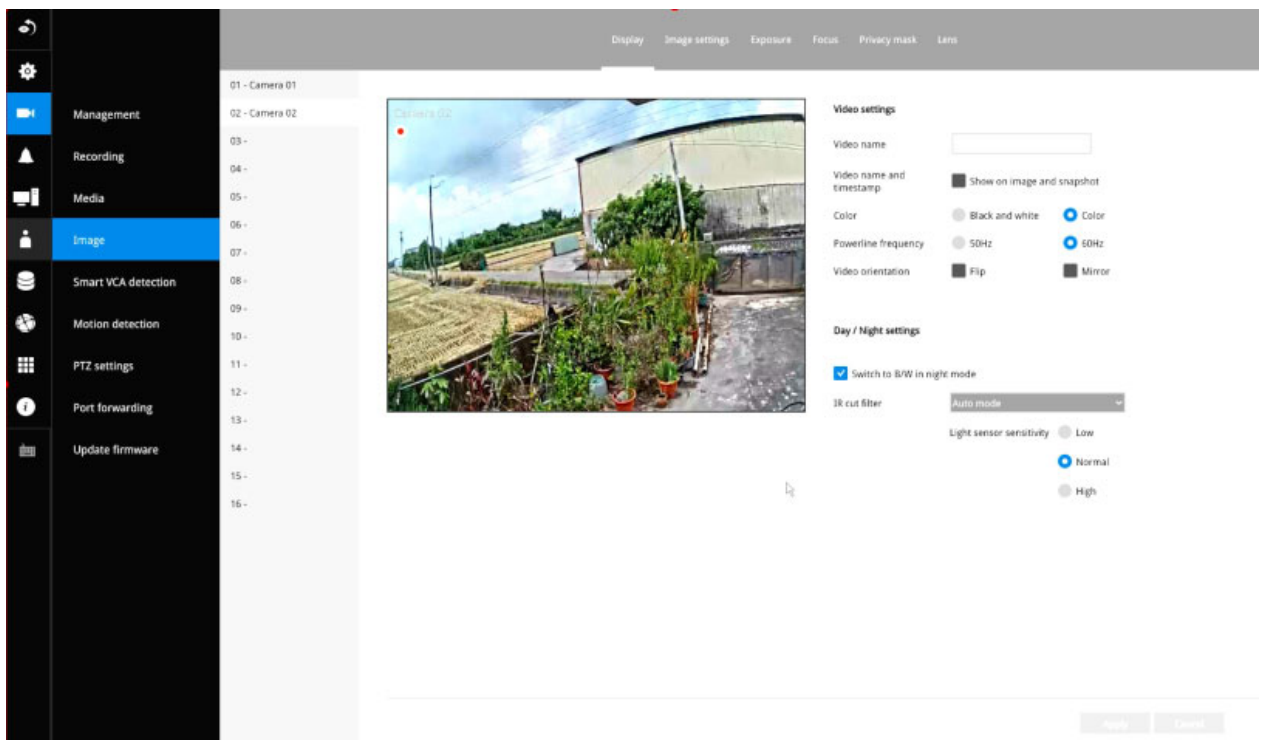 Display Image settings Exposure Focus Privacy mask Lens
Management
Recording
Media
Image
Smart VCA detection
Motion detection
PTZ settings
Port forwarding
Update firmware
01 - Camera 01
02 - Camera 02
03 -
04 -
05 -
06 -
07 -
08 -
09 -
10 -
11 -
12 -
13 -
14 -
15 -
16 -
Camera 02
Video settings
Video name
Video name and
timestamp
Show on image and snapshot
Color Black and white Color
Powerline frequency 50Hz 60Hz
Video orientation Flip Mirror
Day / Night settings
Switch to B/W in night mode
IR cut filter Auto mode
Light sensor sensitivity Low
Normal
High
Apply Cancel